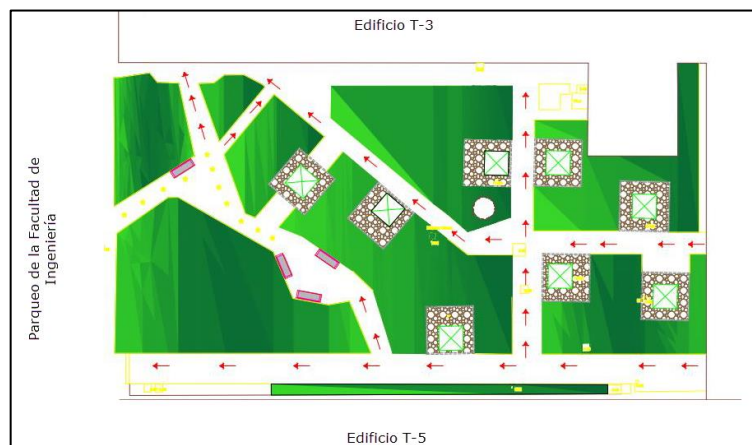 Edificio T-3
Parqueo de la Facultad de
Ingeniería
Edificio T-5